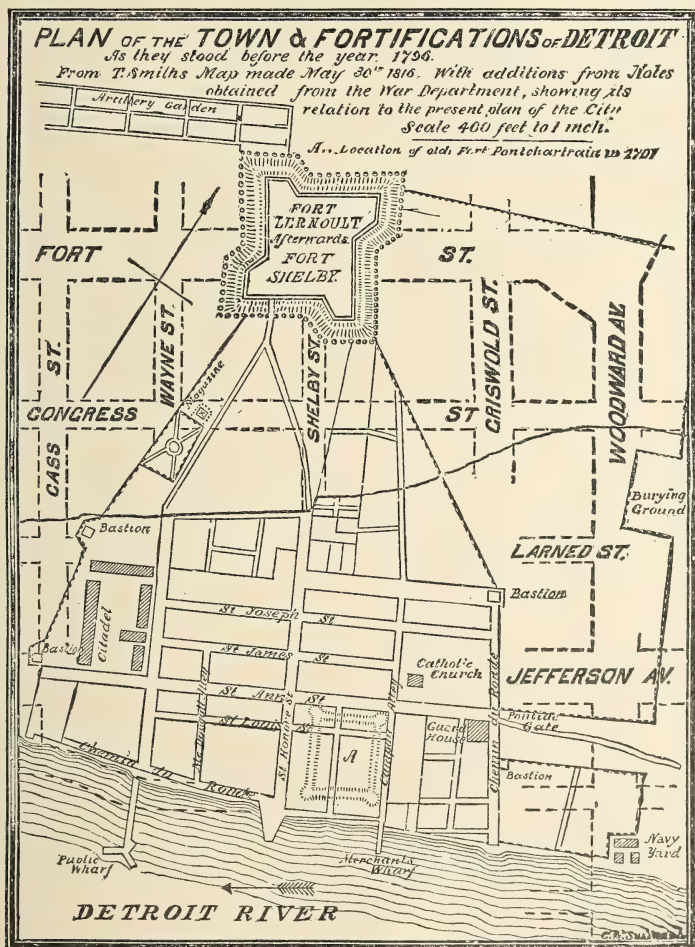 PLAN OF THE TOWN & FORTIFICATIONS OF DETROIT
As they stood before the year 1796.
From T. Smiths Map made May 30th 1816. With additions from Notes
obtained from the War Department, showing its
relation to the present plan of the City
Scale 400 feet to 1 inch.
A.. Location of old Fort Pontchartrain in 1701
Artillery Garden
FORT
LERNOULT
Afterwards
FORT
SHELBY.
FORT
ST.
WAYNE ST.
GRISWOLD ST.
WOODWARD AV.
CASS ST.
SHELBY ST.
Magazine
CONGRESS
ST
Burying
Ground
Bastion
LARNED ST.
Citadel
Bastion
Bastion
St Joseph St
St James St
Catholic
Church
JEFFERSON AV.
St Ann St
St Louis St
St Honore St
A
Guard
House
Chemin du Ronde
Pontiac
Gate
Bastion
Chemin du Ronde
Public
Wharf
Merchants
Wharf
Navy
Yard
DETROIT RIVER